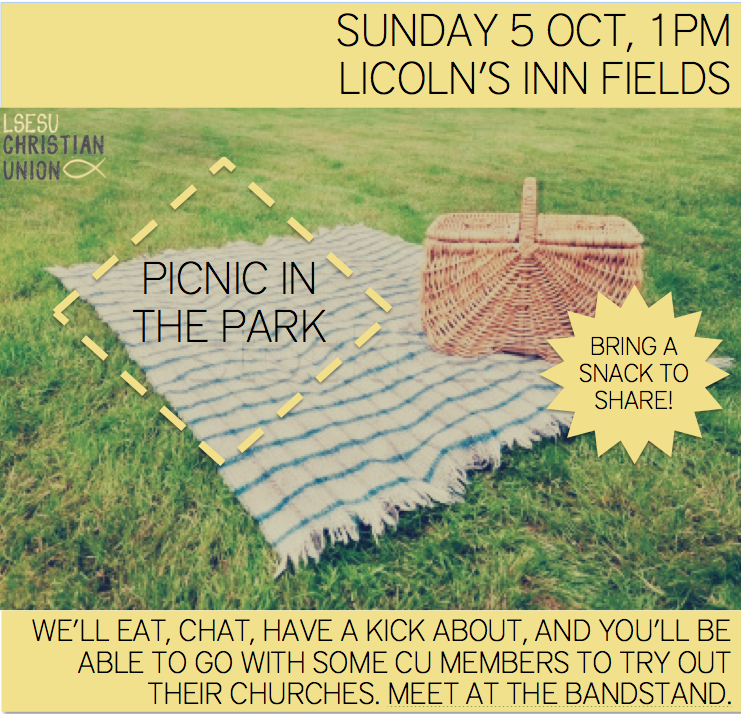 SUNDAY 5 OCT, 1PM
LICOLN'S INN FIELDS
LSESU
CHRISTIAN
UNION
PICNIC IN
THE PARK
BRING A
SNACK TO
SHARE!
WE'LL EAT, CHAT, HAVE A KICK ABOUT, AND YOU'LL BE
ABLE TO GO WITH SOME CU MEMBERS TO TRY OUT
THEIR CHURCHES. MEET AT THE BANDSTAND.